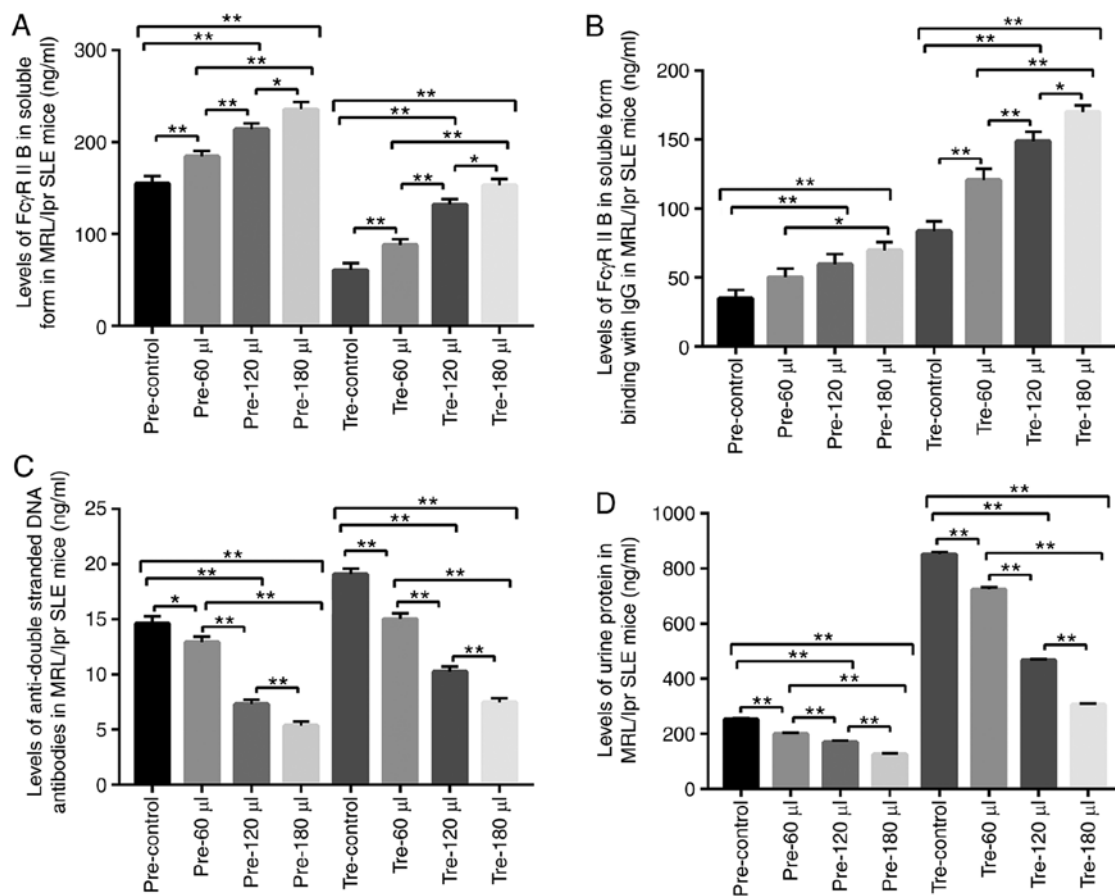 A
Levels of FcγR II B in soluble
form in MRL/lpr SLE mice (ng/ml)
300
200
100
0
**
**
**
*
**
**
**
**
**
*
**
**
Pre-control
Pre-60 µl
Pre-120 µl
Pre-180 µl
Tre-control
Tre-60 µl
Tre-120 µl
Tre-180 µl
B
Levels of FcγR II B in soluble form
binding with IgG in MRL/lpr SLE mice (ng/ml)
200
150
100
50
0
**
**
**
*
**
**
**
**
*
Pre-control
Pre-60 µl
Pre-120 µl
Pre-180 µl
Tre-control
Tre-60 µl
Tre-120 µl
Tre-180 µl
C
Levels of anti-double stranded DNA
antibodies in MRL/lpr SLE mice (ng/ml)
25
20
15
10
5
0
**
**
**
**
**
**
**
**
*
**
**
**
Pre-control
Pre-60 µl
Pre-120 µl
Pre-180 µl
Tre-control
Tre-60 µl
Tre-120 µl
Tre-180 µl
D
Levels of urine protein in
MRL/lpr SLE mice (ng/ml)
1000
800
600
400
200
0
**
**
**
**
**
**
**
**
**
**
**
**
Pre-control
Pre-60 µl
Pre-120 µl
Pre-180 µl
Tre-control
Tre-60 µl
Tre-120 µl
Tre-180 µl